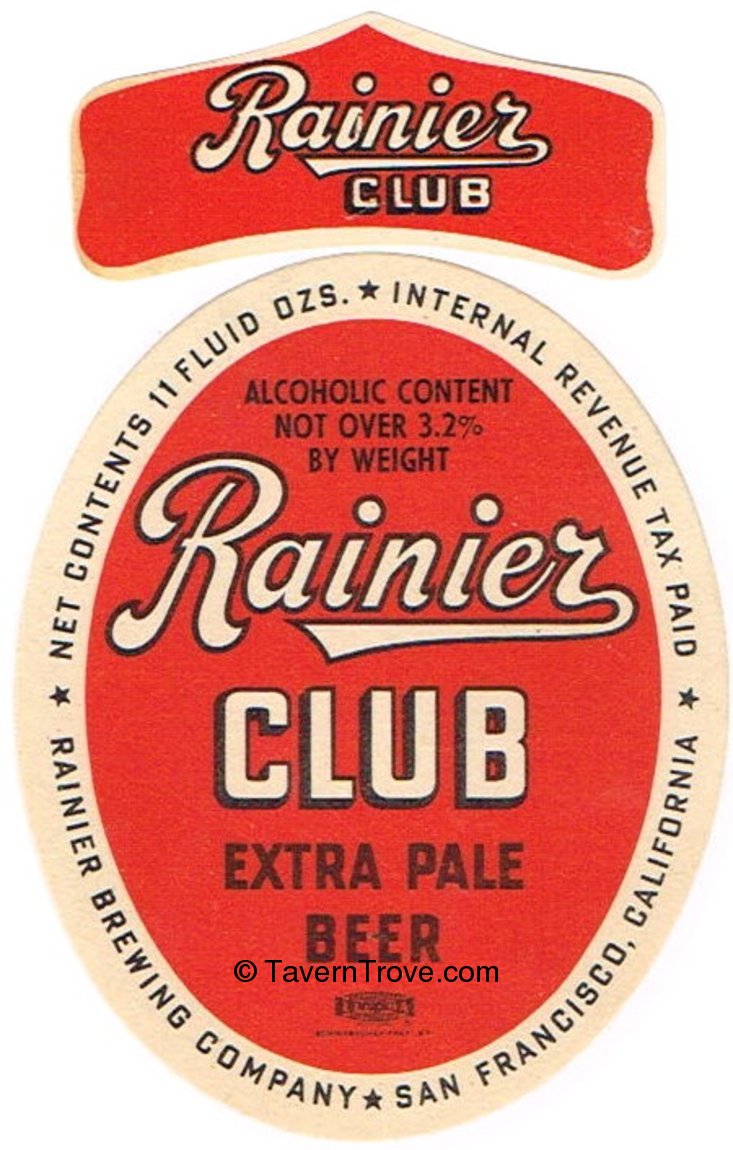 Rainier
CLUB
NET CONTENTS 11 FLUID OZS. ★ INTERNAL REVENUE TAX PAID ★
ALCOHOLIC CONTENT
NOT OVER 3.2%
BY WEIGHT
Rainier
CLUB
EXTRA PALE
BEER
© TavernTrove.com
★ RAINIER BREWING COMPANY ★ SAN FRANCISCO, CALIFORNIA